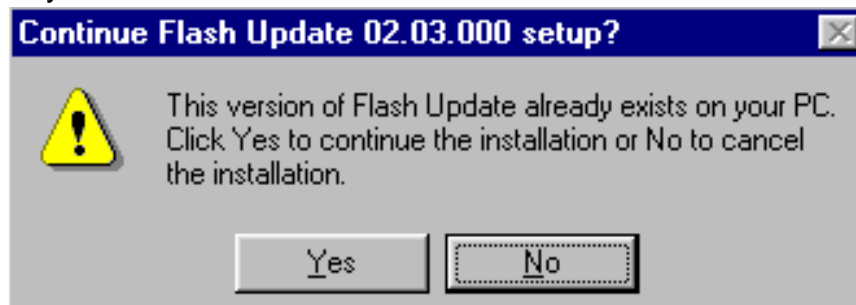 Continue Flash Update 02.03.000 setup?
This version of Flash Update already exists on your PC.
Click Yes to continue the installation or No to cancel
the installation.
Yes
No